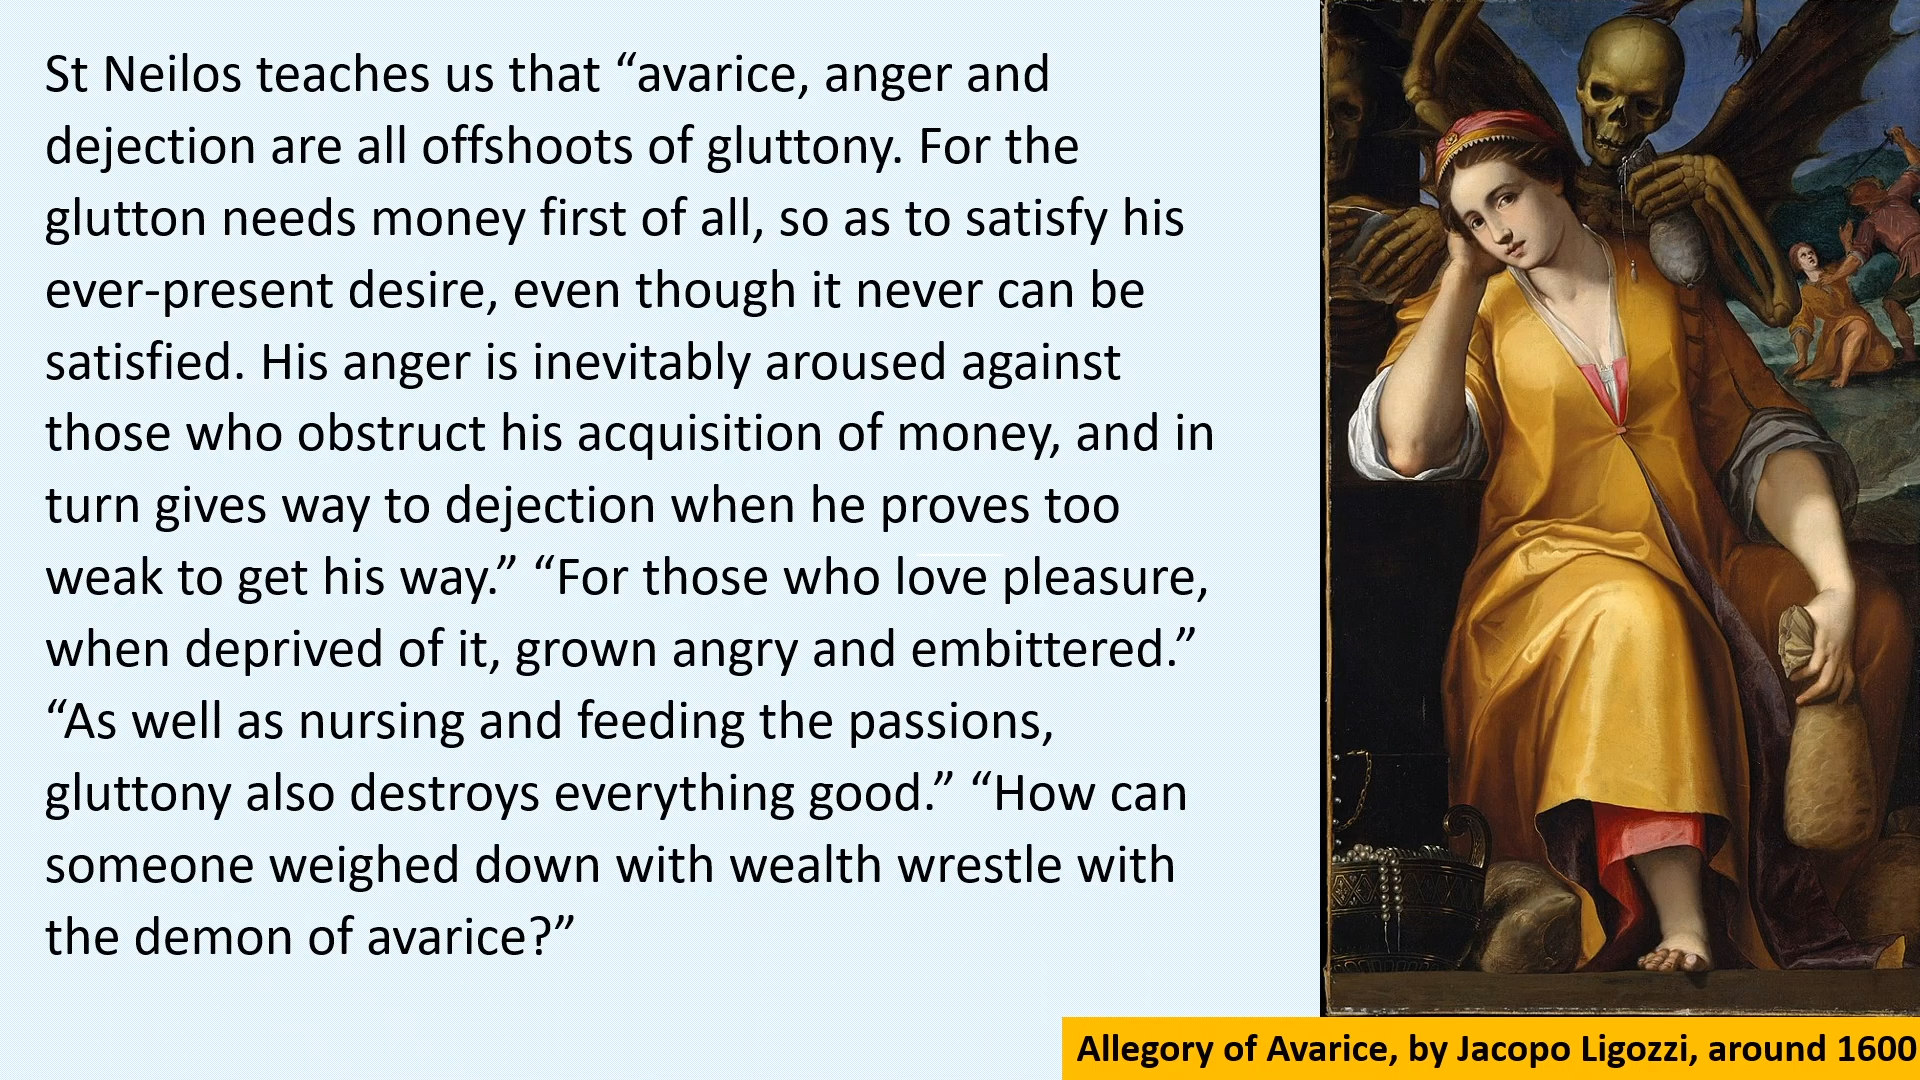 St Neilos teaches us that “avarice, anger and
dejection are all offshoots of gluttony. For the
glutton needs money first of all, so as to satisfy his
ever-present desire, even though it never can be
satisfied. His anger is inevitably aroused against
those who obstruct his acquisition of money, and in
turn gives way to dejection when he proves too
weak to get his way.” “For those who love pleasure,
when deprived of it, grown angry and embittered.”
“As well as nursing and feeding the passions,
gluttony also destroys everything good.” “How can
someone weighed down with wealth wrestle with
the demon of avarice?”
Allegory of Avarice, by Jacopo Ligozzi, around 1600